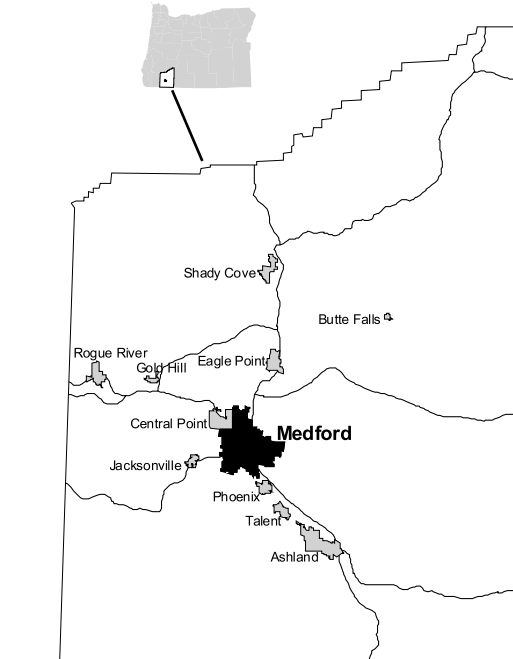 Shady Cove
Butte Falls
Rogue River
Gold Hill
Eagle Point
Central Point
Medford
Jacksonville
Phoenix
Talent
Ashland